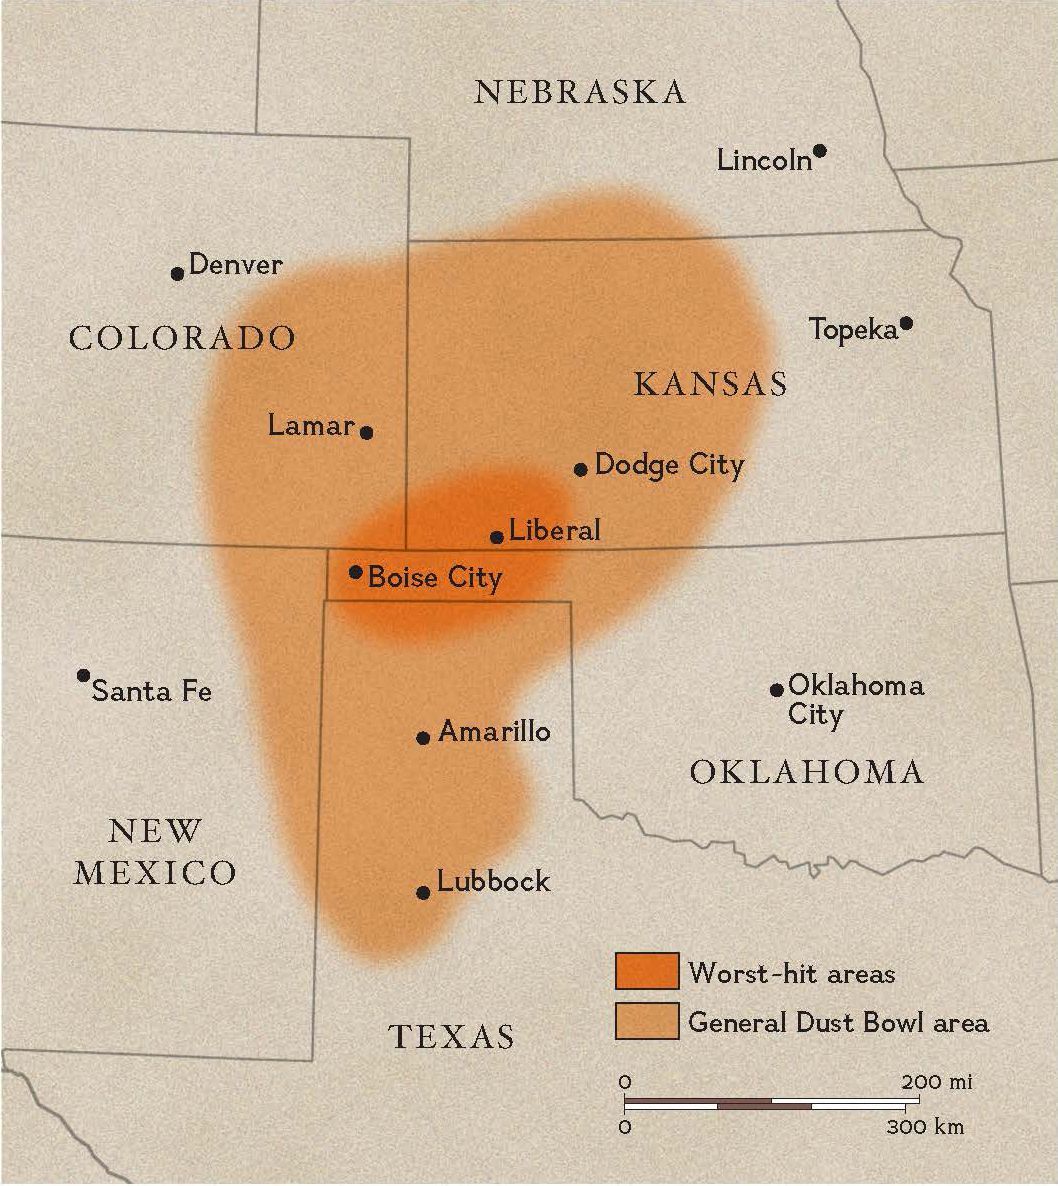 NEBRASKA
Lincoln
Denver
COLORADO
Topeka
KANSAS
Lamar
Dodge City
Liberal
Boise City
Santa Fe
Oklahoma
City
Amarillo
OKLAHOMA
NEW
MEXICO
Lubbock
Worst-hit areas
General Dust Bowl area
TEXAS
0 200 mi
0 300 km